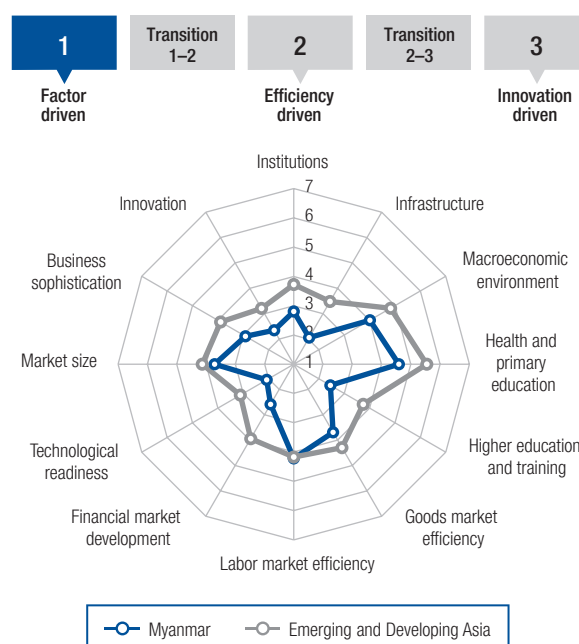 1
Transition
1–2
2
Transition
2–3
3
Factor
driven
Efficiency
driven
Innovation
driven
Institutions
7
6
5
4
3
2
1
Infrastructure
Macroeconomic
environment
Health and
primary
education
Higher education
and training
Goods market
efficiency
Labor market efficiency
Financial market
development
Technological
readiness
Market size
Business
sophistication
Innovation
Myanmar
Emerging and Developing Asia